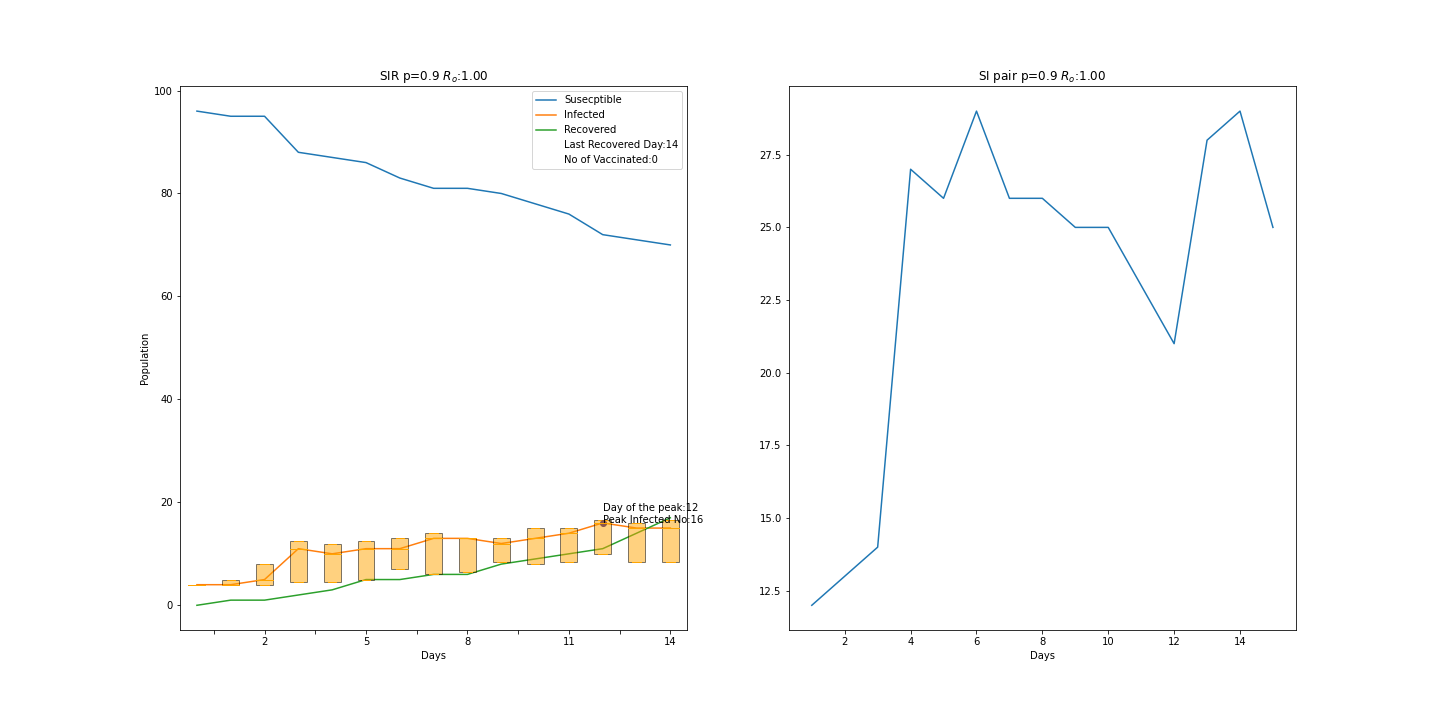 SIR p=0.9 Rₒ:1.00
100
80
60
40
20
0
Population
Susecptible
Infected
Recovered
Last Recovered Day:14
No of Vaccinated:0
Day of the peak:12
Peak Infected No:16
2 5 8 11 14
Days
SI pair p=0.9 Rₒ:1.00
27.5
25.0
22.5
20.0
17.5
15.0
12.5
2 4 6 8 10 12 14
Days